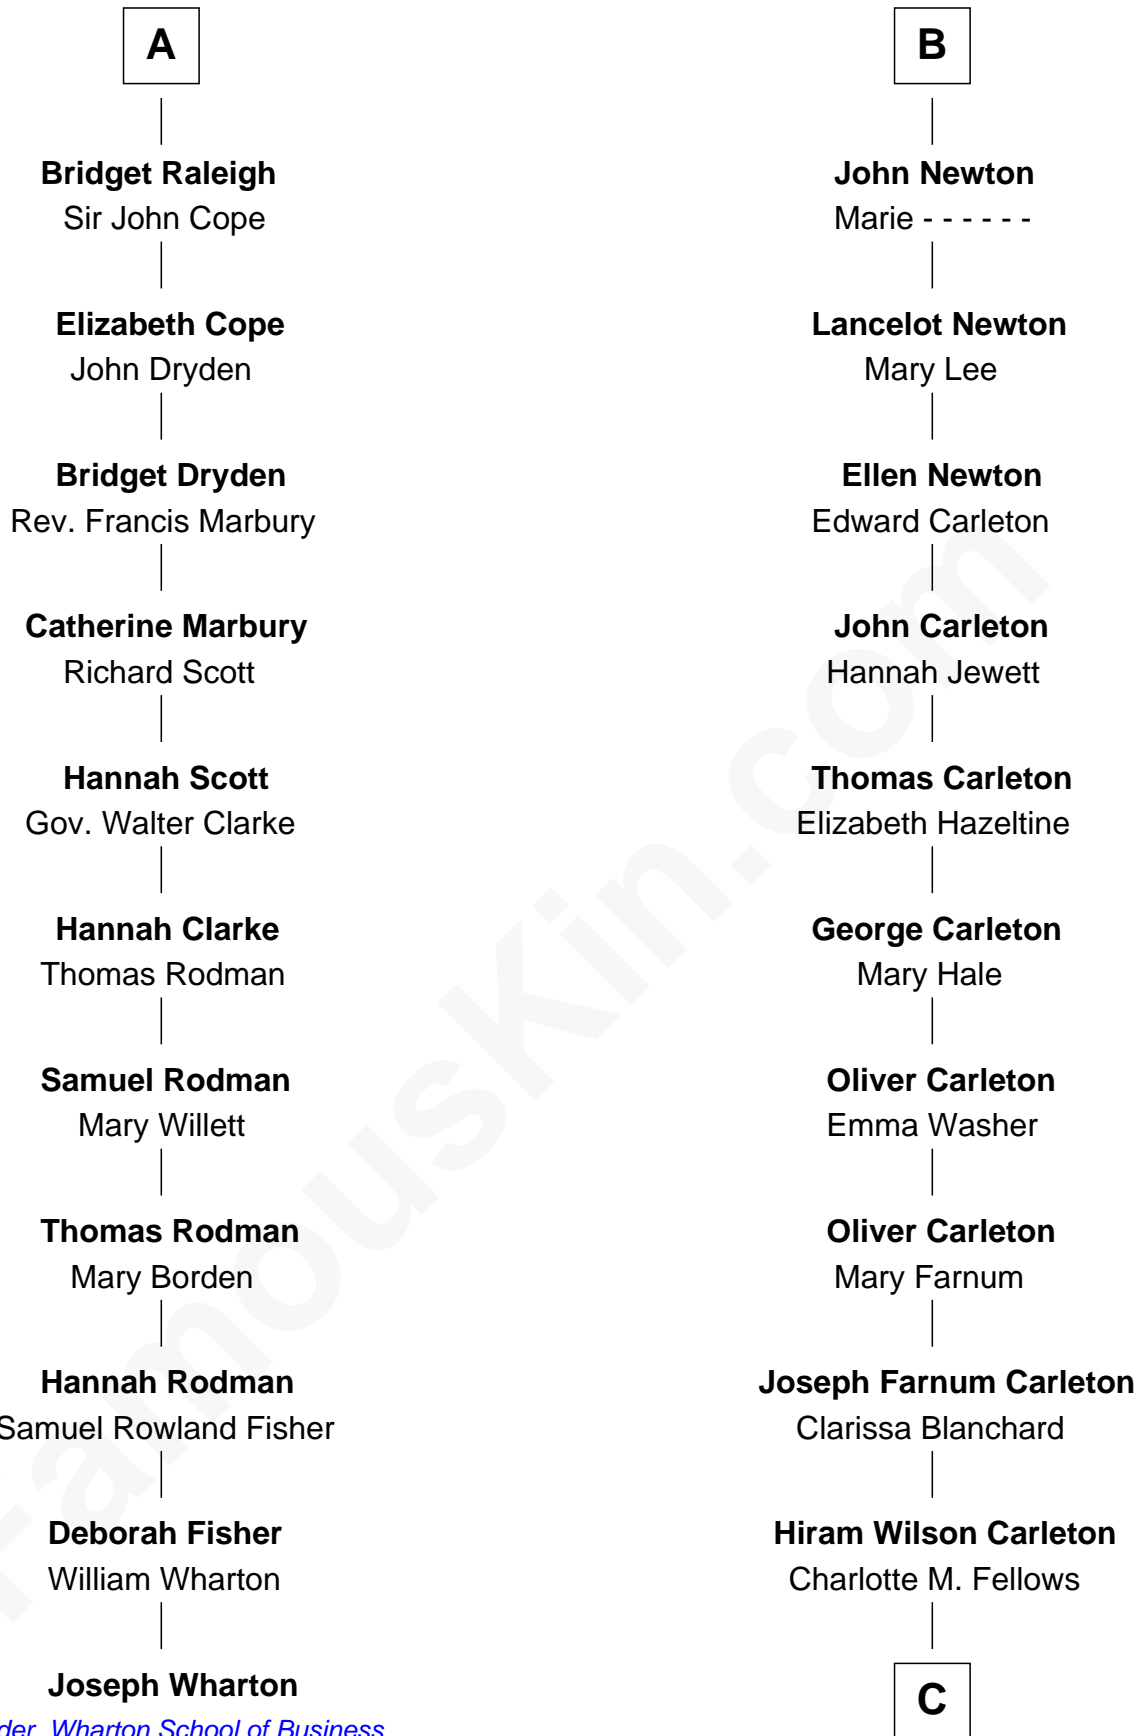 A
Bridget Raleigh
Sir John Cope
Elizabeth Cope
John Dryden
Bridget Dryden
Rev. Francis Marbury
Catherine Marbury
Richard Scott
Hannah Scott
Gov. Walter Clarke
Hannah Clarke
Thomas Rodman
Samuel Rodman
Mary Willett
Thomas Rodman
Mary Borden
Hannah Rodman
Samuel Rowland Fisher
Deborah Fisher
William Wharton
Joseph Wharton
Wharton School of Business
B
John Newton
Marie - - - - - -
Lancelot Newton
Mary Lee
Ellen Newton
Edward Carleton
John Carleton
Hannah Jewett
Thomas Carleton
Elizabeth Hazeltine
George Carleton
Mary Hale
Oliver Carleton
Emma Washer
Oliver Carleton
Mary Farnum
Joseph Farnum Carleton
Clarissa Blanchard
Hiram Wilson Carleton
Charlotte M. Fellows
C
FamousKin.com